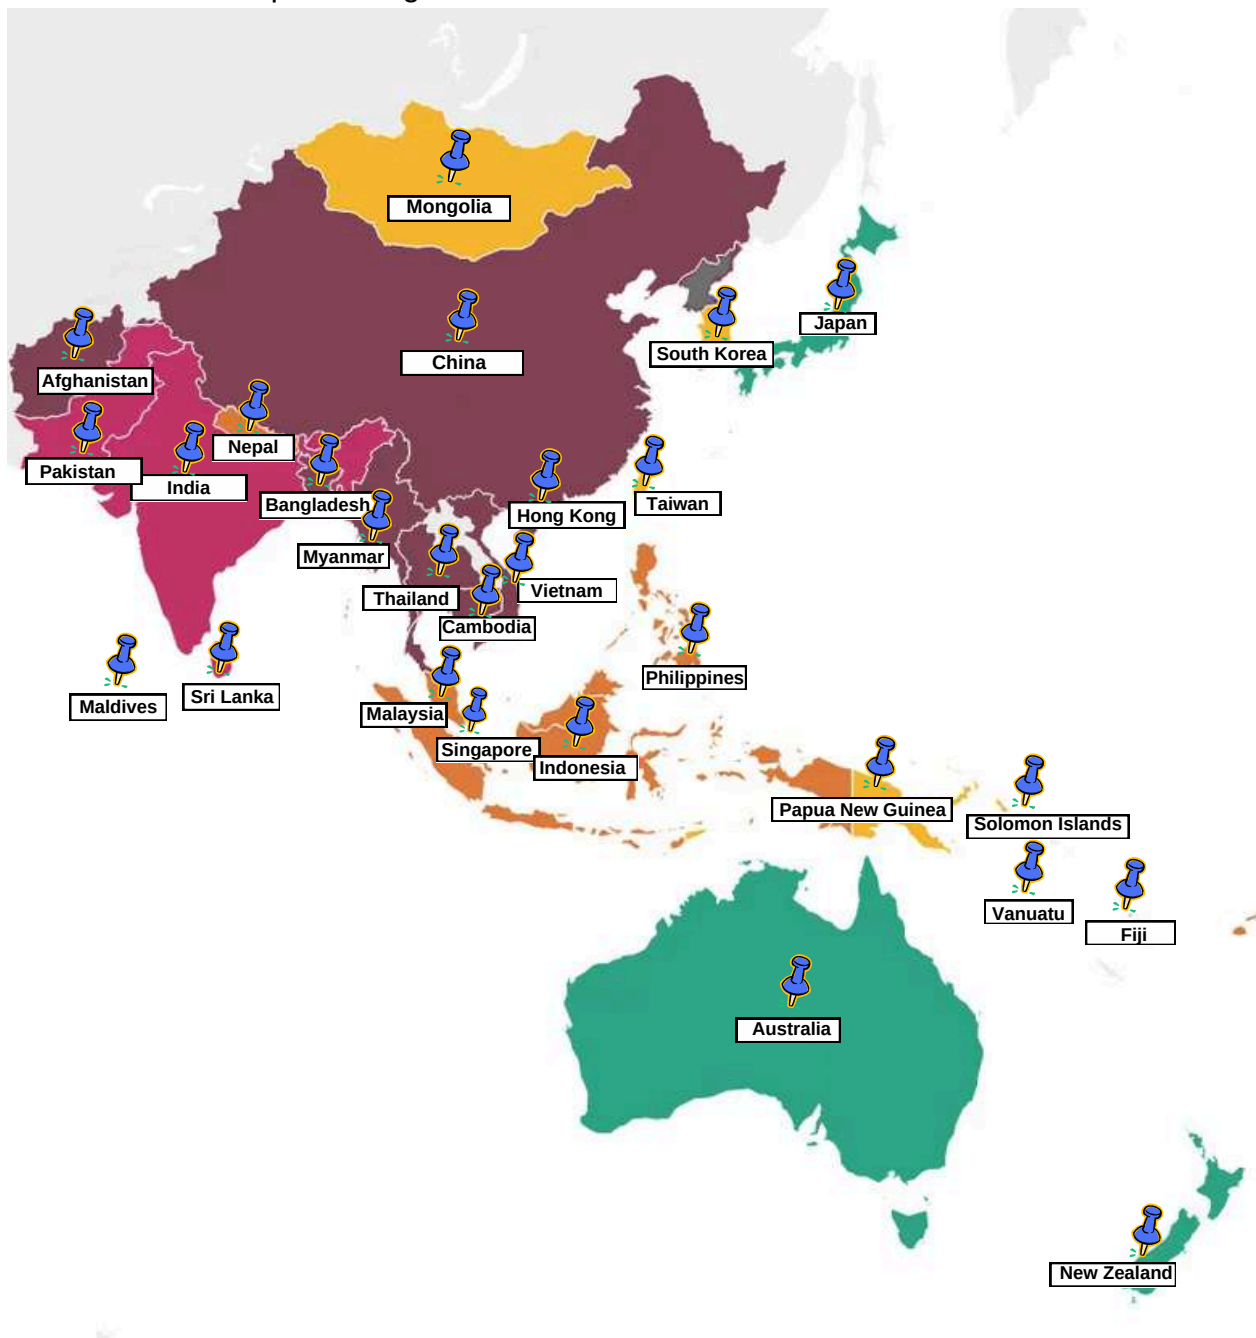 Mongolia
Japan
South Korea
China
Afghanistan
Nepal
Pakistan
India
Bangladesh
Hong Kong
Taiwan
Myanmar
Thailand
Vietnam
Cambodia
Philippines
Maldives
Sri Lanka
Malaysia
Singapore
Indonesia
Papua New Guinea
Solomon Islands
Vanuatu
Fiji
Australia
New Zealand